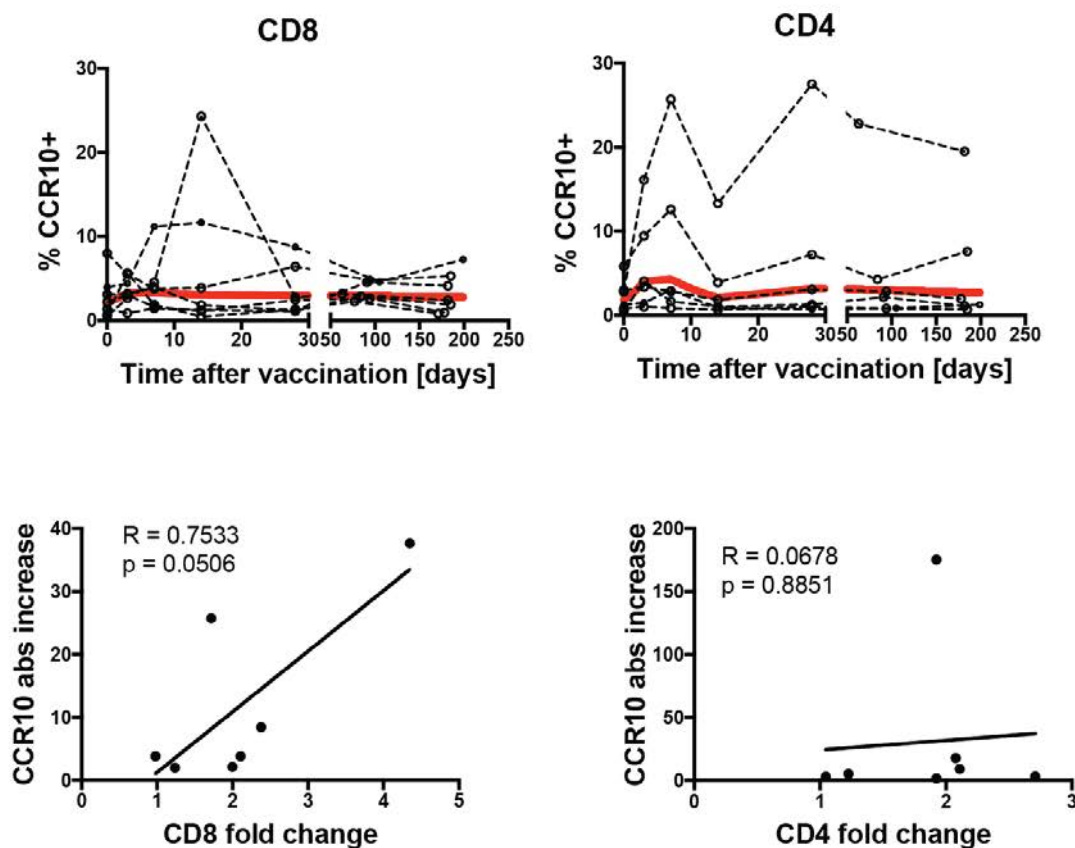 CD8
30
20
10
0
% CCR10+
0 10 20 30 50 100 150 200 250
Time after vaccination [days]
CD4
30
20
10
0
% CCR10+
0 10 20 30 50 100 150 200 250
Time after vaccination [days]
R = 0.7533
p = 0.0506
40
30
20
10
0
CCR10 abs increase
0 1 2 3 4 5
CD8 fold change
R = 0.0678
p = 0.8851
200
150
100
50
0
CCR10 abs increase
0 1 2 3
CD4 fold change